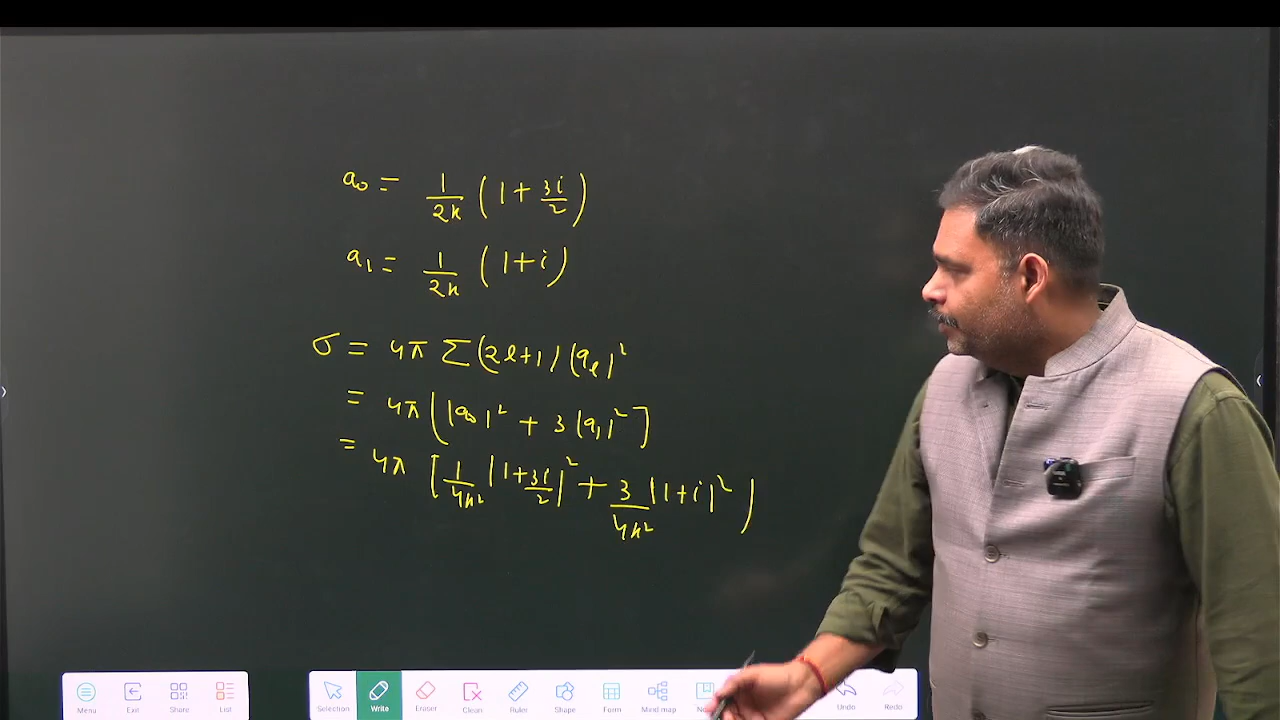 a₀ = 1/2k (1 + 3i/2)
a₁ = 1/2k (1 + i)
σ = 4π Σ (2l+1) |aₗ|²
= 4π [|a₀|² + 3 |a₁|²]
= 4π [1/4k² |1 + 3i/2|² + 3/4k² |1 + i|²)
Menu Exit Share List Selection Write Eraser Clean Ruler Shape Form Mind map Undo Redo